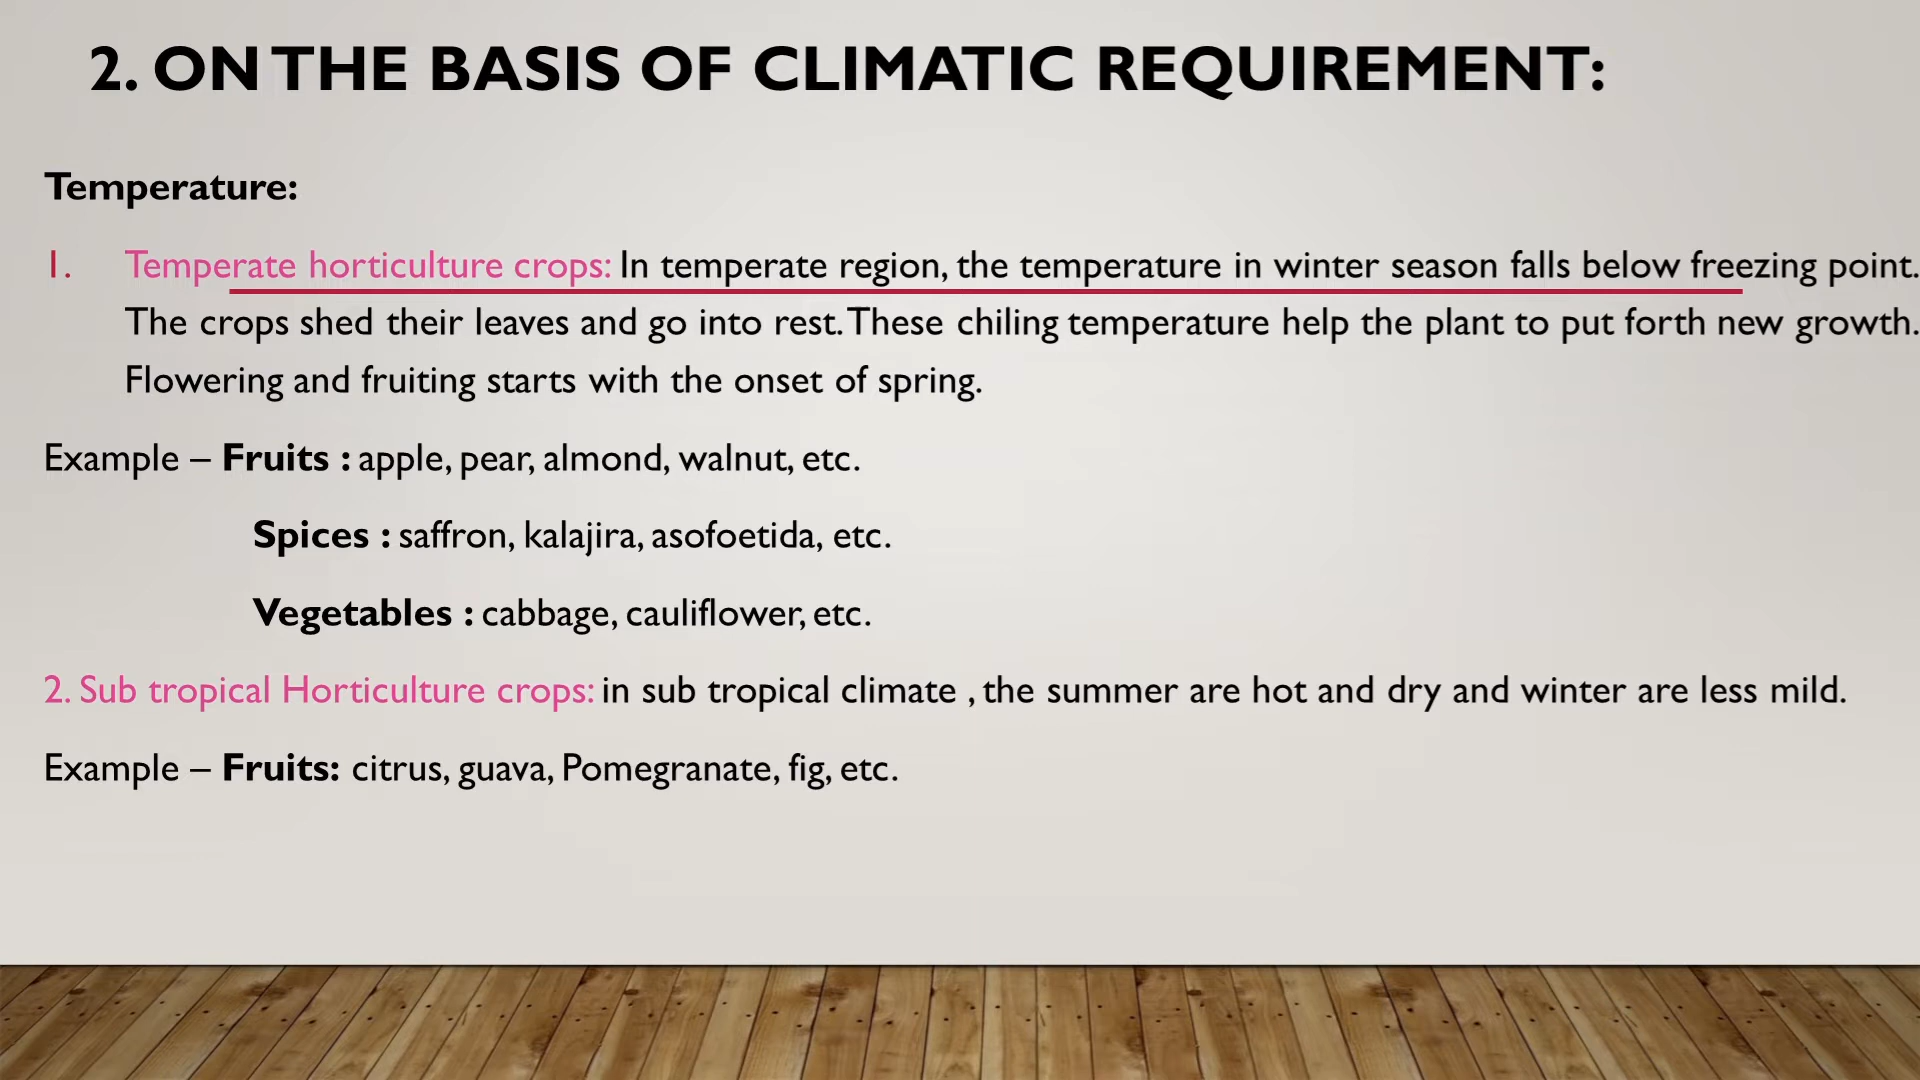 2. ON THE BASIS OF CLIMATIC REQUIREMENT:
Temperature:
1. Temperate horticulture crops: In temperate region, the temperature in winter season falls below freezing point.
The crops shed their leaves and go into rest. These chiling temperature help the plant to put forth new growth.
Flowering and fruiting starts with the onset of spring.
Example – Fruits : apple, pear, almond, walnut, etc.
Spices : saffron, kalajira, asofoetida, etc.
Vegetables : cabbage, cauliflower, etc.
2. Sub tropical Horticulture crops: in sub tropical climate , the summer are hot and dry and winter are less mild.
Example – Fruits: citrus, guava, Pomegranate, fig, etc.